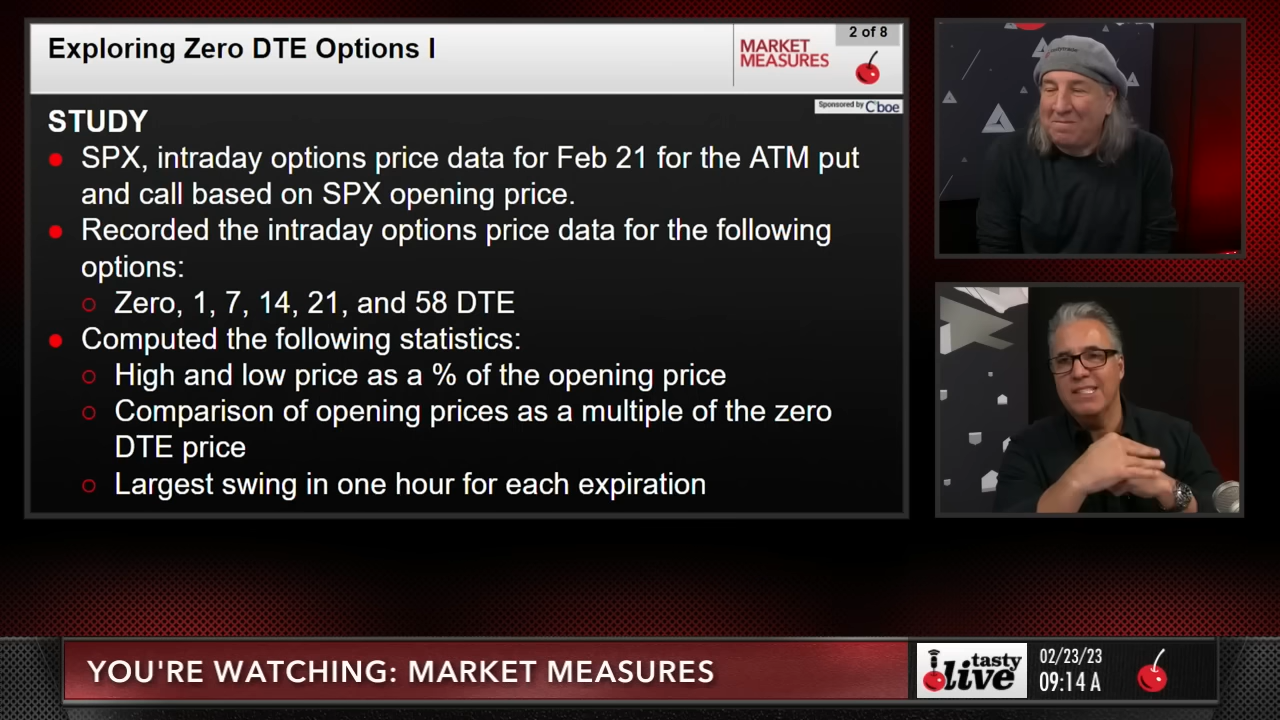 Exploring Zero DTE Options I
MARKET
MEASURES
2 of 8
Sponsored by Cboe
STUDY
SPX, intraday options price data for Feb 21 for the ATM put
and call based on SPX opening price.
Recorded the intraday options price data for the following
options:
Zero, 1, 7, 14, 21, and 58 DTE
Computed the following statistics:
High and low price as a % of the opening price
Comparison of opening prices as a multiple of the zero
DTE price
Largest swing in one hour for each expiration
YOU'RE WATCHING: MARKET MEASURES
tasty
live
02/23/23
09:14 A